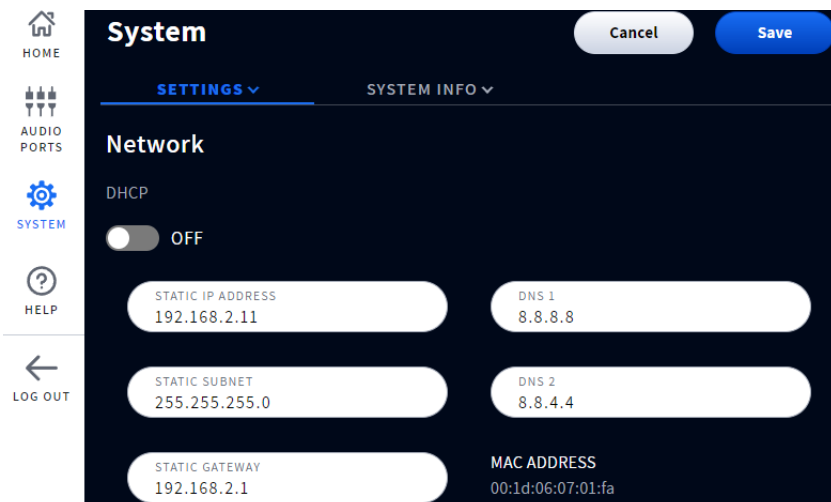 HOME
AUDIO
PORTS
SYSTEM
HELP
LOG OUT
System
Cancel
Save
SETTINGS
SYSTEM INFO
Network
DHCP
OFF
STATIC IP ADDRESS
192.168.2.11
DNS 1
8.8.8.8
STATIC SUBNET
255.255.255.0
DNS 2
8.8.4.4
STATIC GATEWAY
192.168.2.1
MAC ADDRESS
00:1d:06:07:01:fa